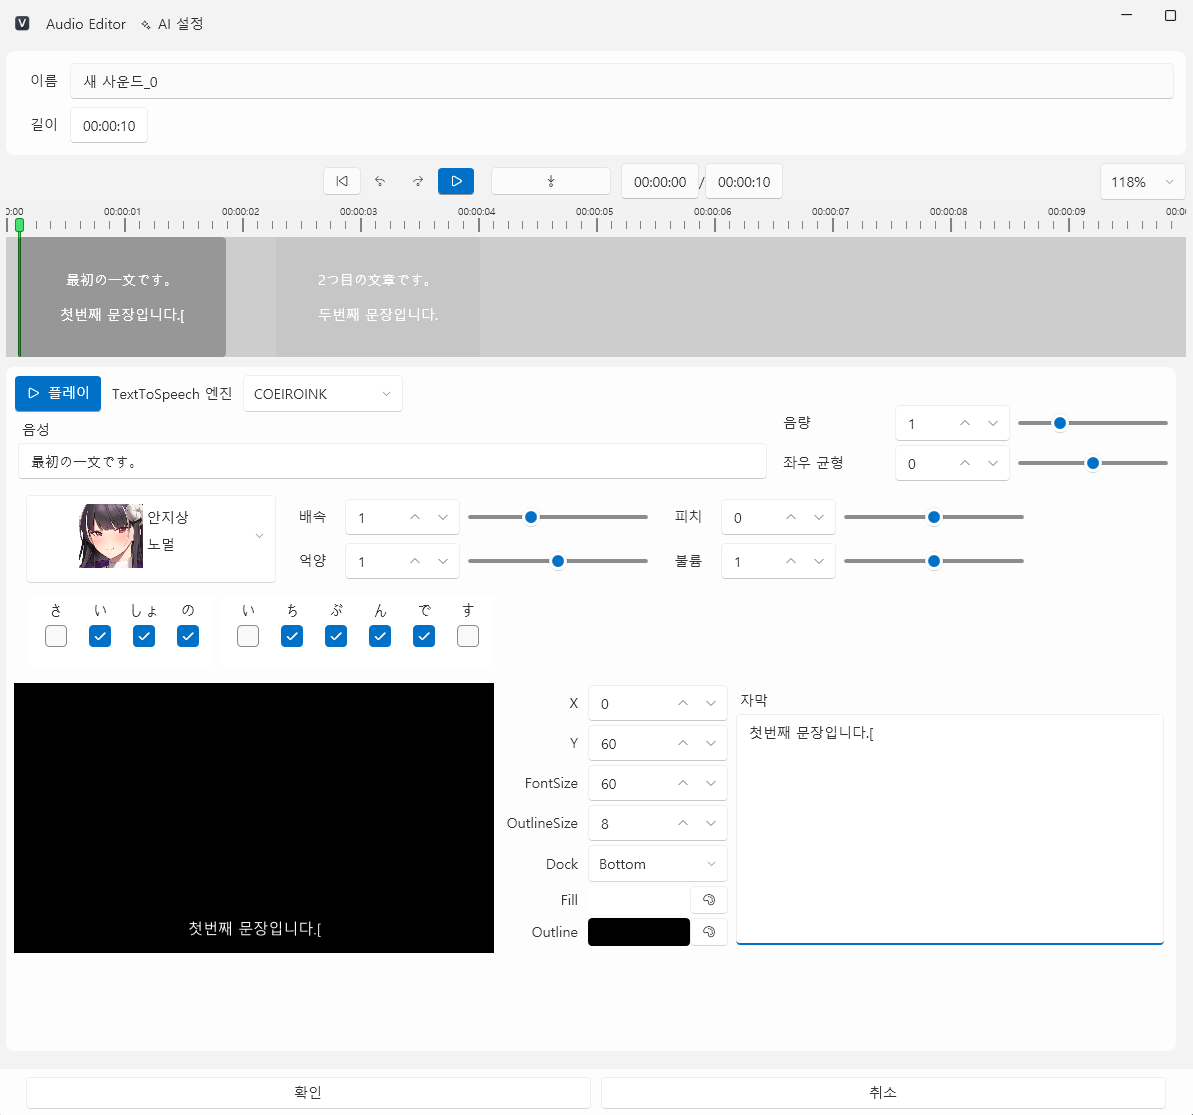 V Audio Editor AI 설정
이름 새 사운드_0
길이 00:00:10
00:00:00 / 00:00:10 118%
0:00 00:00:01 00:00:02 00:00:03 00:00:04 00:00:05 00:00:06 00:00:07 00:00:08 00:00:09 00:0
最初の一文です。 2つ目の文章です。
첫번째 문장입니다.[ 두번째 문장입니다.
플레이 TextToSpeech 엔진 COEIROINK
음성 음량 1
最初の一文です。 좌우 균형 0
안지상 배속 1 피치 0
노멀 억양 1 불륨 1
さ い しょ の い ち ぶ ん で す
X 0 자막
Y 60 첫번째 문장입니다.[
FontSize 60
OutlineSize 8
Dock Bottom
Fill
첫번째 문장입니다.[ Outline
확인 취소